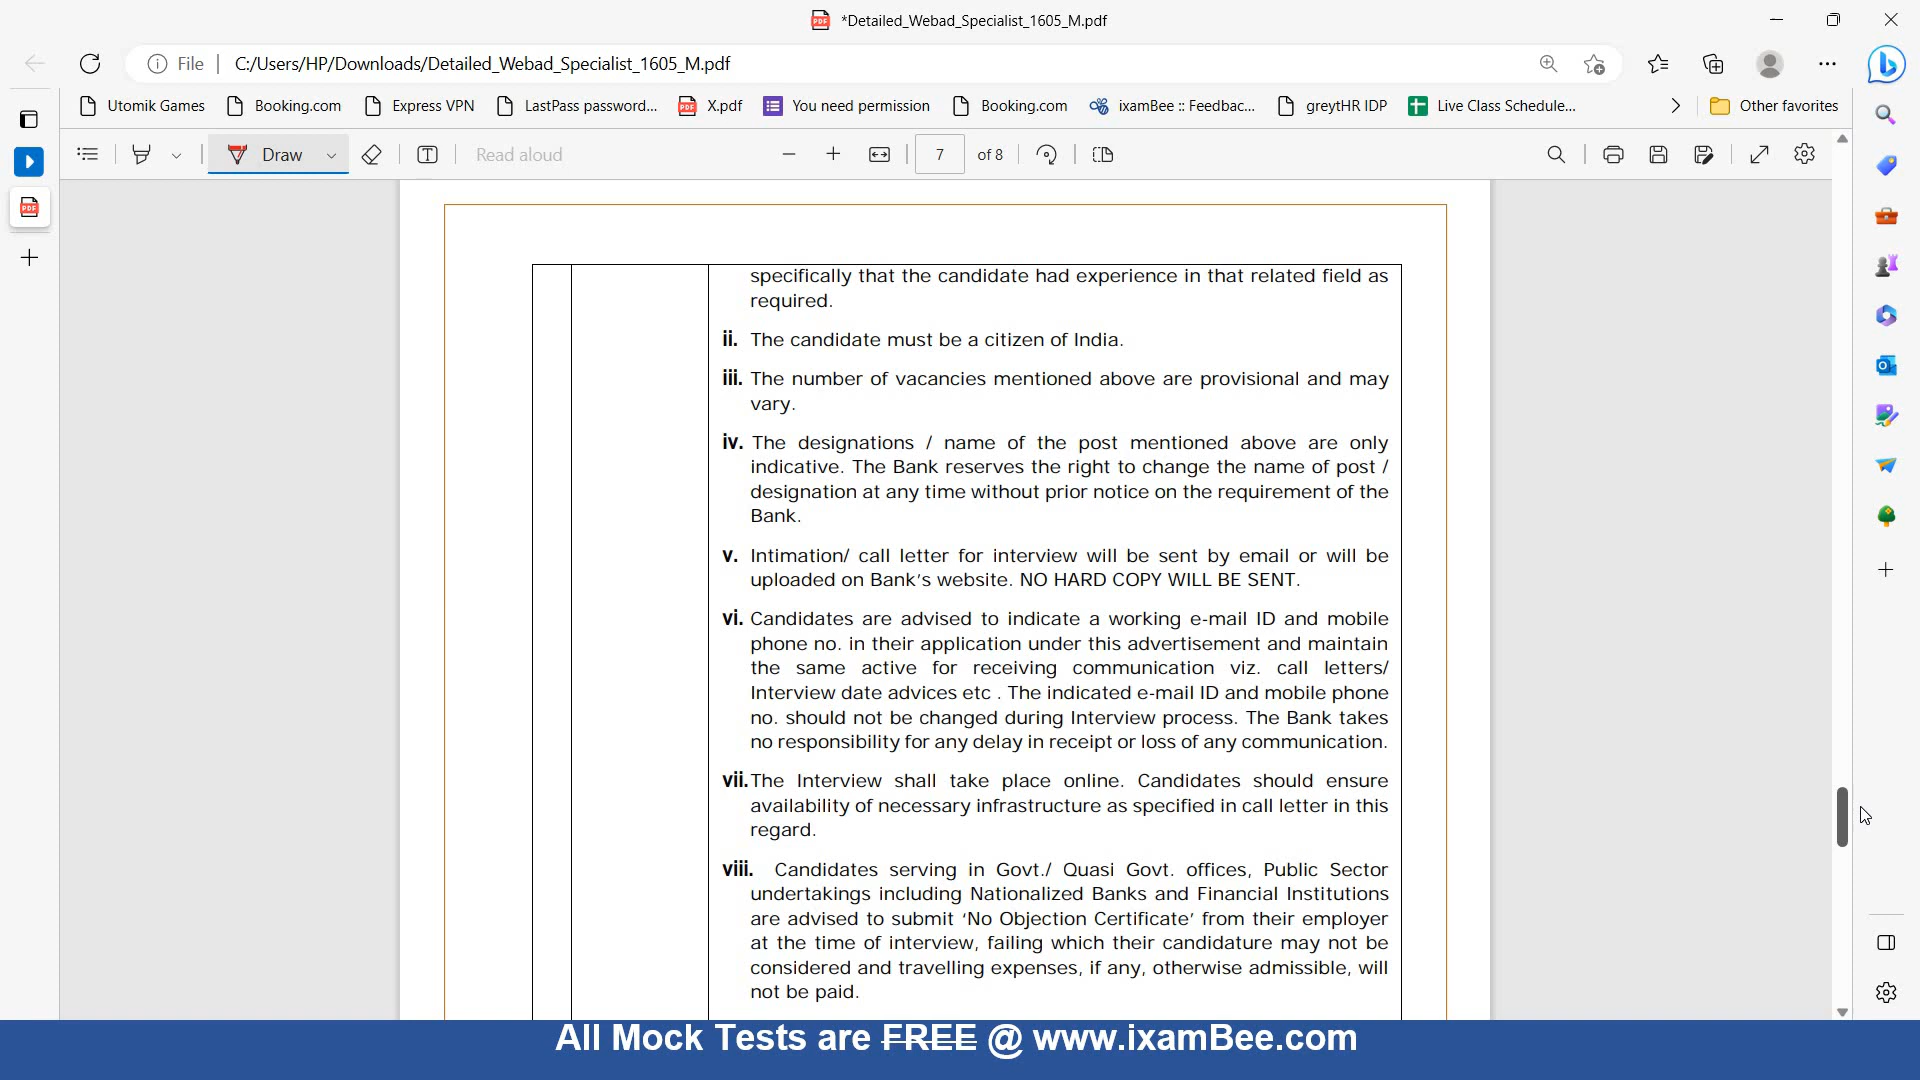 *Detailed_Webad_Specialist_1605_M.pdf
File
C:/Users/HP/Downloads/Detailed_Webad_Specialist_1605_M.pdf
Utomik Games
Booking.com
Express VPN
LastPass password...
X.pdf
You need permission
Booking.com
ixamBee :: Feedbac...
greytHR IDP
Live Class Schedule...
Other favorites
Draw
Read aloud
7
of 8
specifically that the candidate had experience in that related field as
required.
ii. The candidate must be a citizen of India.
iii. The number of vacancies mentioned above are provisional and may
vary.
iv. The designations / name of the post mentioned above are only
indicative. The Bank reserves the right to change the name of post /
designation at any time without prior notice on the requirement of the
Bank.
v. Intimation/ call letter for interview will be sent by email or will be
uploaded on Bank's website. NO HARD COPY WILL BE SENT.
vi. Candidates are advised to indicate a working e-mail ID and mobile
phone no. in their application under this advertisement and maintain
the same active for receiving communication viz. call letters/
Interview date advices etc . The indicated e-mail ID and mobile phone
no. should not be changed during Interview process. The Bank takes
no responsibility for any delay in receipt or loss of any communication.
vii. The Interview shall take place online. Candidates should ensure
availability of necessary infrastructure as specified in call letter in this
regard.
viii. Candidates serving in Govt./ Quasi Govt. offices, Public Sector
undertakings including Nationalized Banks and Financial Institutions
are advised to submit ‘No Objection Certificate’ from their employer
at the time of interview, failing which their candidature may not be
considered and travelling expenses, if any, otherwise admissible, will
not be paid.
All Mock Tests are FREE @ www.ixamBee.com